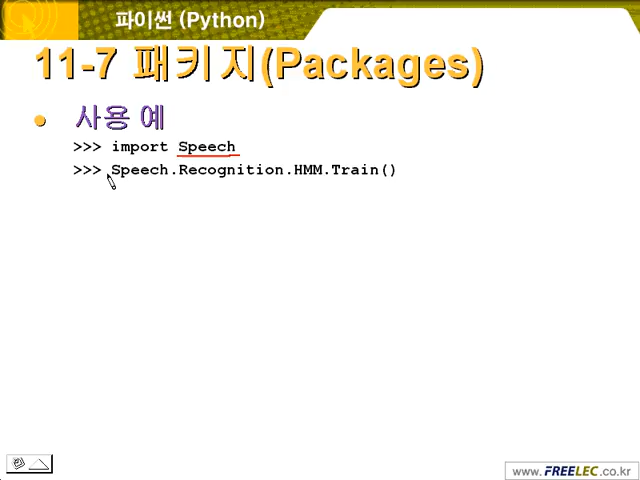 파이썬 (Python)
11-7 패키지(Packages)
사용 예
>>> import Speech
>>> Speech.Recognition.HMM.Train()
www.FREELEC.co.kr